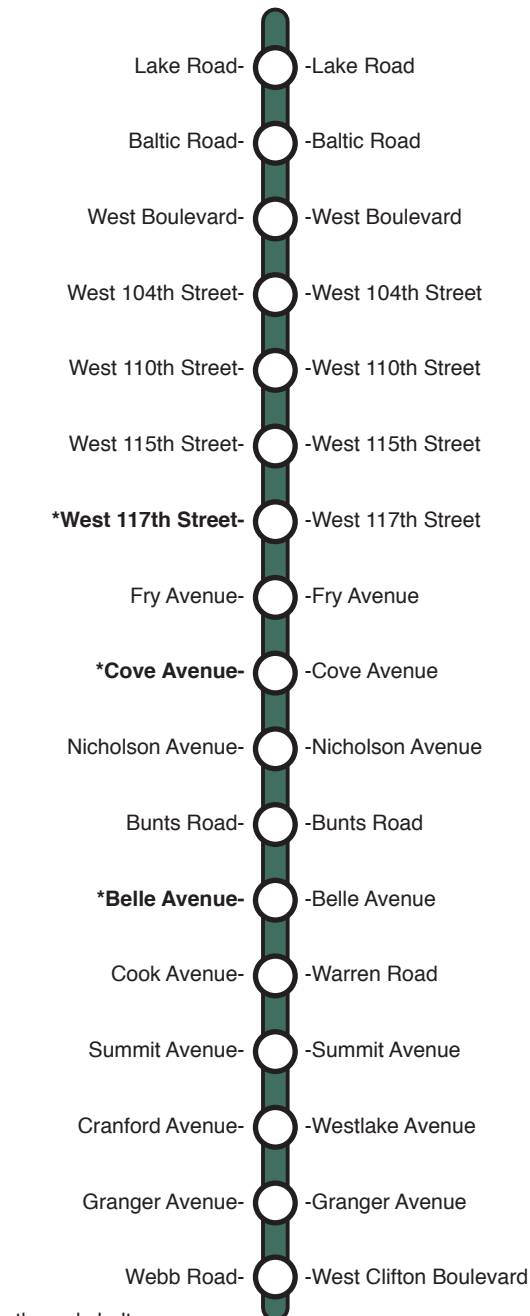 Lake Road- -Lake Road
Baltic Road- -Baltic Road
West Boulevard- -West Boulevard
West 104th Street- -West 104th Street
West 110th Street- -West 110th Street
West 115th Street- -West 115th Street
*West 117th Street- -West 117th Street
Fry Avenue- -Fry Avenue
*Cove Avenue- -Cove Avenue
Nicholson Avenue- -Nicholson Avenue
Bunts Road- -Bunts Road
*Belle Avenue- -Belle Avenue
Cook Avenue- -Warren Road
Summit Avenue- -Summit Avenue
Cranford Avenue- -Westlake Avenue
Granger Avenue- -Granger Avenue
Webb Road- -West Clifton Boulevard